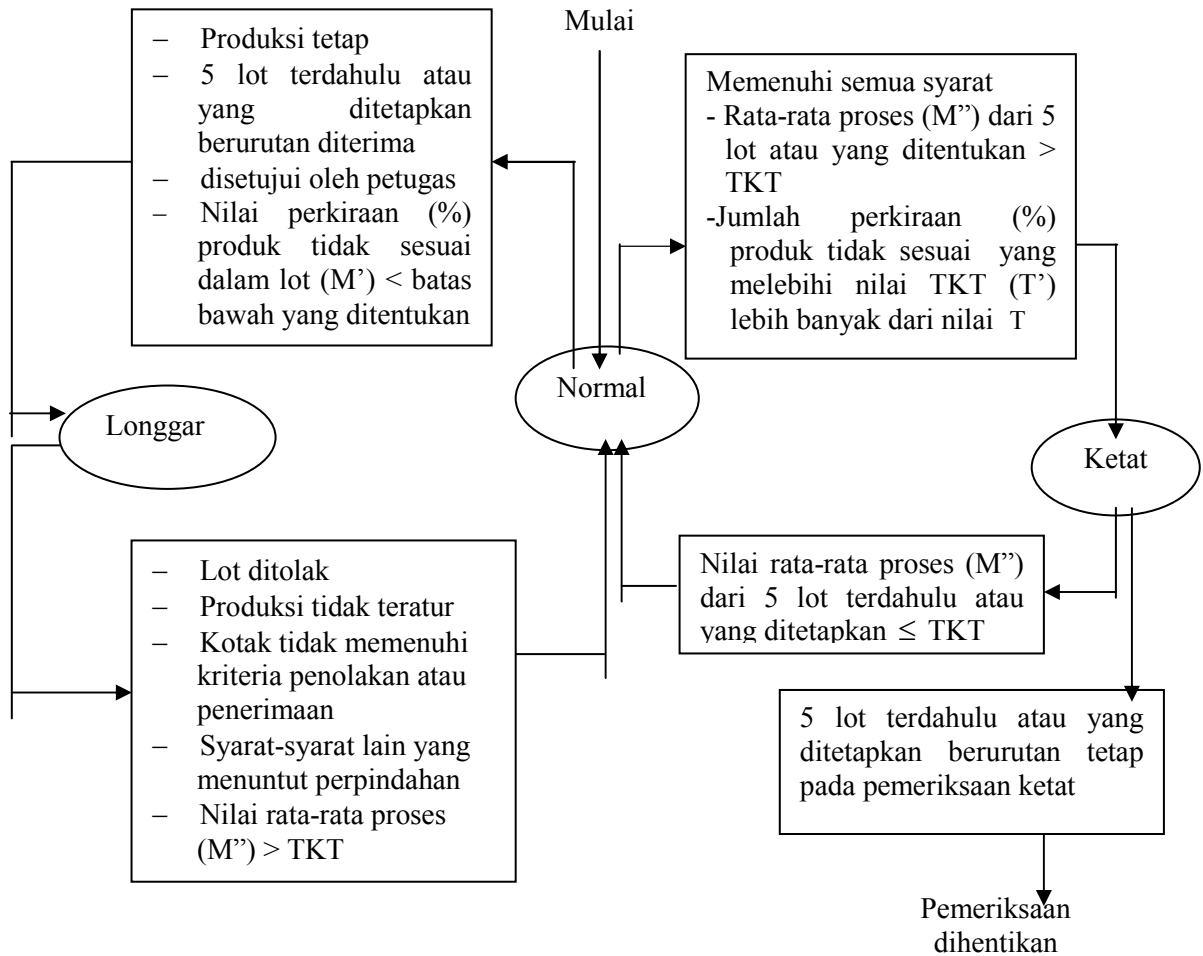 Mulai
– Produksi tetap
– 5 lot terdahulu atau
yang ditetapkan
berurutan diterima
– disetujui oleh petugas
– Nilai perkiraan (%)
produk tidak sesuai
dalam lot (M’) < batas
bawah yang ditentukan
Memenuhi semua syarat
- Rata-rata proses (M”) dari 5
lot atau yang ditentukan >
TKT
-Jumlah perkiraan (%)
produk tidak sesuai yang
melebihi nilai TKT (T’)
lebih banyak dari nilai T
Normal
Longgar
Ketat
Nilai rata-rata proses (M”)
dari 5 lot terdahulu atau
yang ditetapkan ≤ TKT
– Lot ditolak
– Produksi tidak teratur
– Kotak tidak memenuhi
kriteria penolakan atau
penerimaan
– Syarat-syarat lain yang
menuntut perpindahan
– Nilai rata-rata proses
(M”) > TKT
5 lot terdahulu atau yang
ditetapkan berurutan tetap
pada pemeriksaan ketat
Pemeriksaan
dihentikan